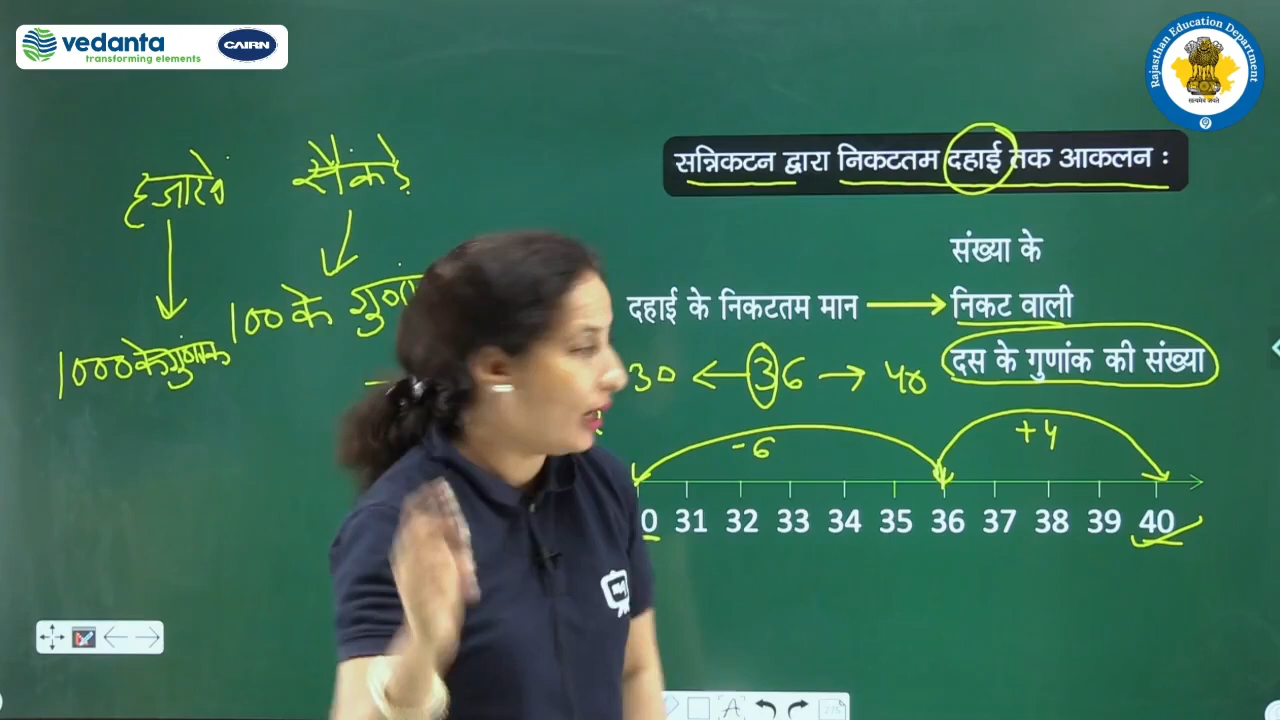 vedanta
transforming elements
CAIRN
Rajasthan Education Department
सत्यमेव जयते
सन्निकटन द्वारा निकटतम दहाई तक आकलन :
हजारे
सैंकड़े
संख्या के
दहाई के निकटतम मान → निकट वाली
दस के गुणांक की संख्या
100 के
1000 के गुणांक
30 ← 36 → 40
-6
+4
0 31 32 33 34 35 36 37 38 39 40
A